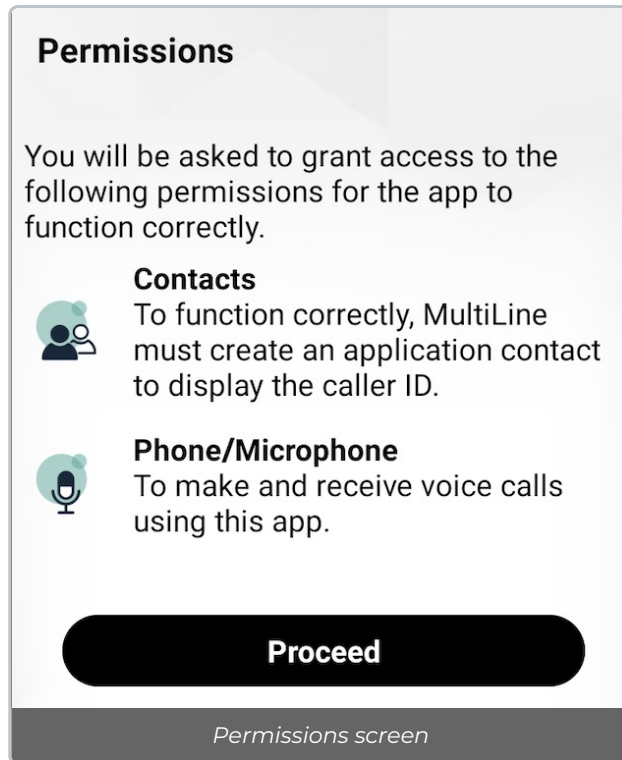 Permissions
You will be asked to grant access to the
following permissions for the app to
function correctly.
Contacts
To function correctly, MultiLine
must create an application contact
to display the caller ID.
Phone/Microphone
To make and receive voice calls
using this app.
Proceed
Permissions screen